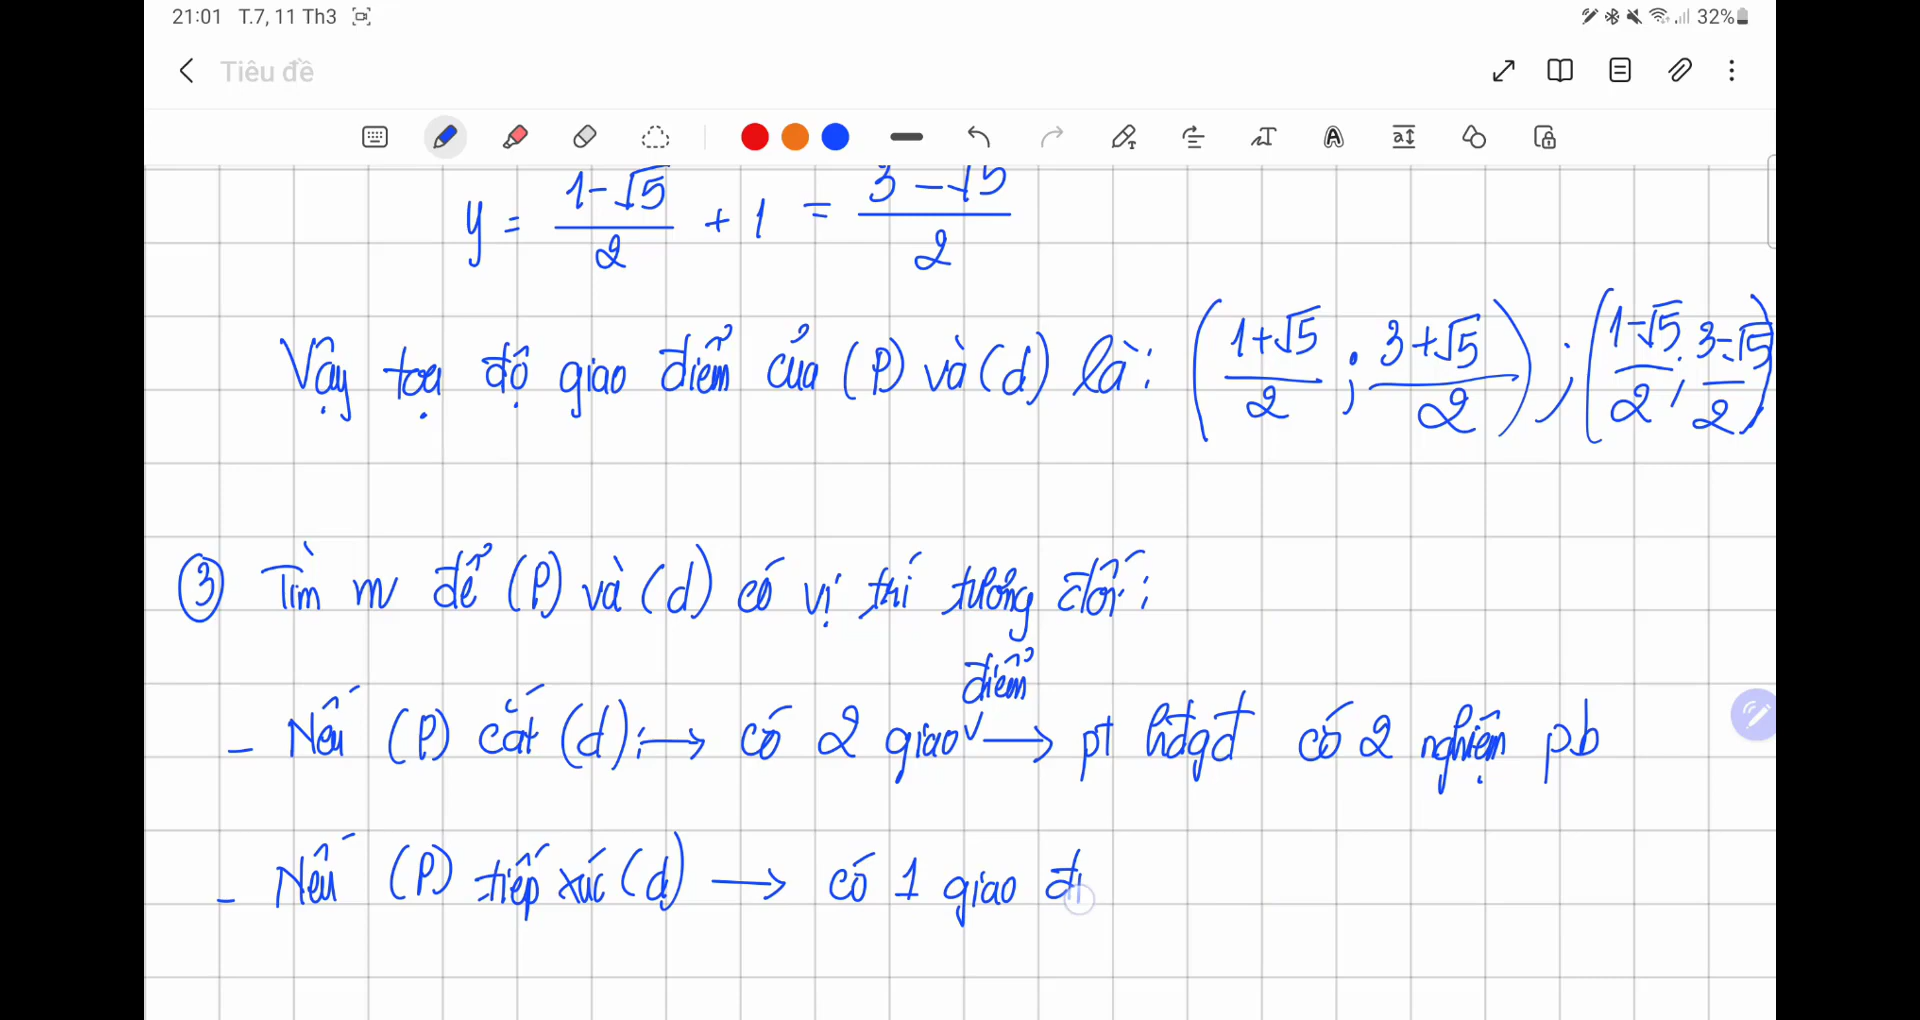 21:01 T.7, 11 Th3 32%
Tiêu đề
y = (1-√5)/2 + 1 = (3-√5)/2
Vậy tọa độ giao điểm của (P) và (d) là: ((1+√5)/2 ; (3+√5)/2) ; ((1-√5)/2 ; (3-√5)/2)
③ Tìm m để (P) và (d) có vị trí tương đối:
điểm
- Nếu (P) cắt (d): → có 2 giao ∨ → pt hđgđ có 2 nghiệm pb
- Nếu (P) tiếp xúc (d) → có 1 giao đi